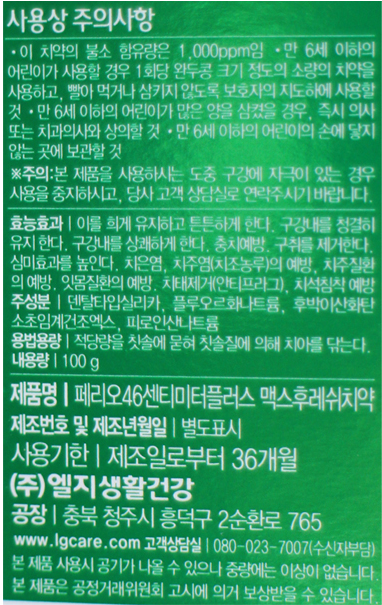 사용상 주의사항
•이 치약의 불소 함유량은 1,000ppm임 •만 6세 이하의
어린이가 사용할 경우 1회당 완두콩 크기 정도의 소량의 치약을
사용하고, 빨아 먹거나 삼키지 않도록 보호자의 지도하에 사용할
것 •만 6세 이하의 어린이가 많은 양을 삼켰을 경우, 즉시 의사
또는 치과의사와 상의할 것 •만 6세 이하의 어린이의 손에 닿지
않는 곳에 보관할 것
※주의:본 제품을 사용하시는 도중 구강에 자극이 있는 경우
사용을 중지하시고, 당사 고객 상담실로 연락주시기 바랍니다.
효능효과 | 이를 희게 유지하고 튼튼하게 한다. 구강내를 청결히
유지 한다. 구강내를 상쾌하게 한다. 충치예방. 구취를 제거한다.
심미효과를 높인다. 치은염, 치주염(치조농루)의 예방, 치주질환
의 예방. 잇몸질환의 예방. 치태제거(안티프라그). 치석침착 예방
주성분 | 덴탈타입실리카, 플루오르화나트륨, 후박이산화탄
소초임계건조엑스, 피로인산나트륨
용법용량 | 적당량을 칫솔에 묻혀 칫솔질에 의해 치아를 닦는다.
내용량 | 100 g
제품명 | 페리오46센티미터플러스 맥스후레쉬치약
제조번호 및 제조년월일 | 별도표시
사용기한 | 제조일로부터 36개월
(주)엘지생활건강
공장 | 충북 청주시 흥덕구 2순환로 765
www.lgcare.com 고객상담실 | 080-023-7007(수신자부담)
본 제품 사용시 공기가 나올 수 있으나 중량에는 이상이 없습니다.
본 제품은 공정거래위원회 고시에 의거 보상받을 수 있습니다.